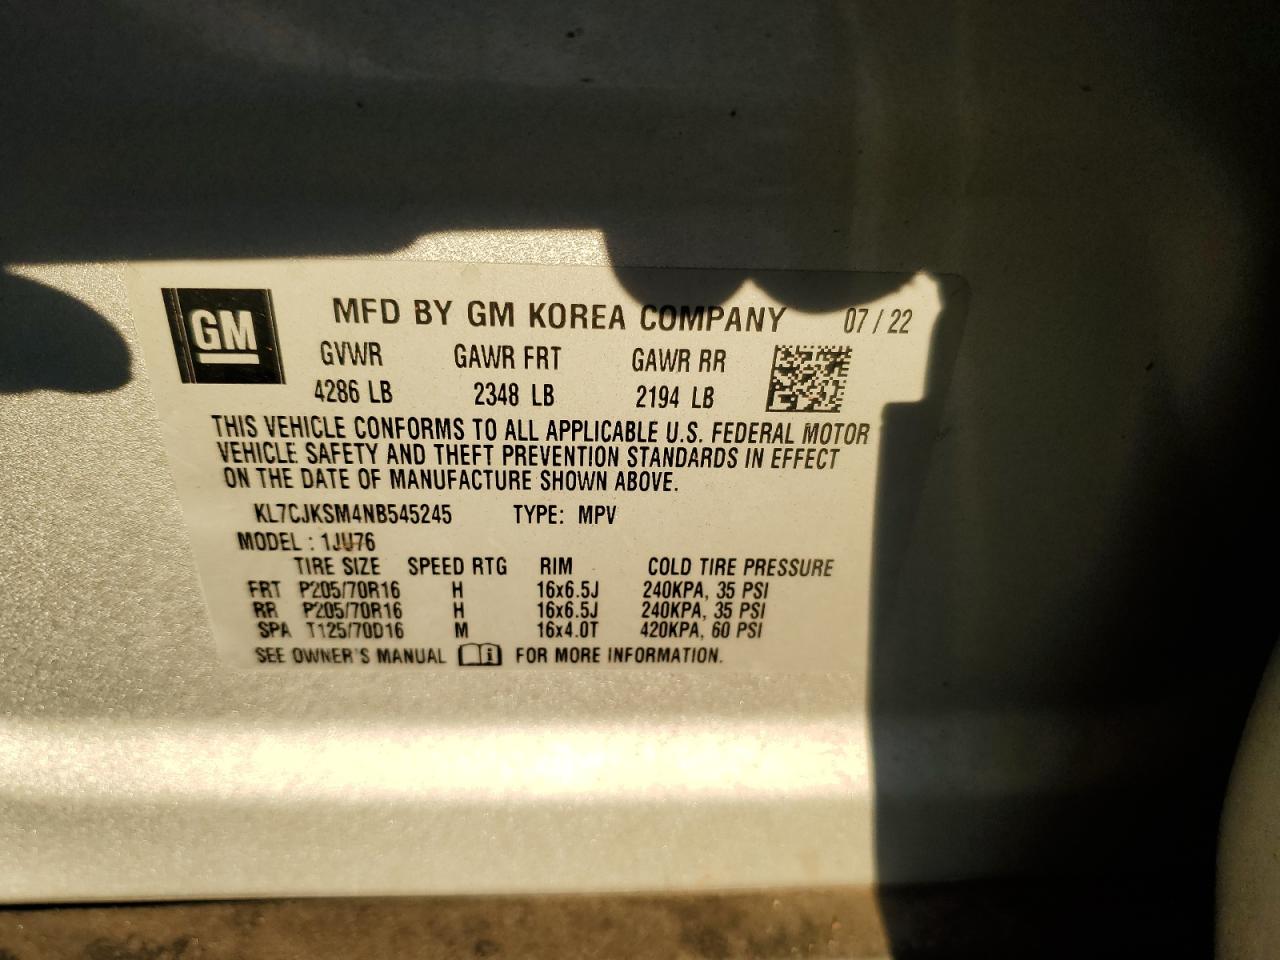 GM
MFD BY GM KOREA COMPANY 07/22
GVWR GAWR FRT GAWR RR
4286 LB 2348 LB 2194 LB
THIS VEHICLE CONFORMS TO ALL APPLICABLE U.S. FEDERAL MOTOR
VEHICLE SAFETY AND THEFT PREVENTION STANDARDS IN EFFECT
ON THE DATE OF MANUFACTURE SHOWN ABOVE.
KL7CJKSM4NB545245 TYPE: MPV
MODEL : 1JU76
TIRE SIZE SPEED RTG RIM COLD TIRE PRESSURE
FRT P205/70R16 H 16x6.5J 240KPA, 35 PSI
RR P205/70R16 H 16x6.5J 240KPA, 35 PSI
SPA T125/70D16 M 16x4.0T 420KPA, 60 PSI
SEE OWNER'S MANUAL i FOR MORE INFORMATION.